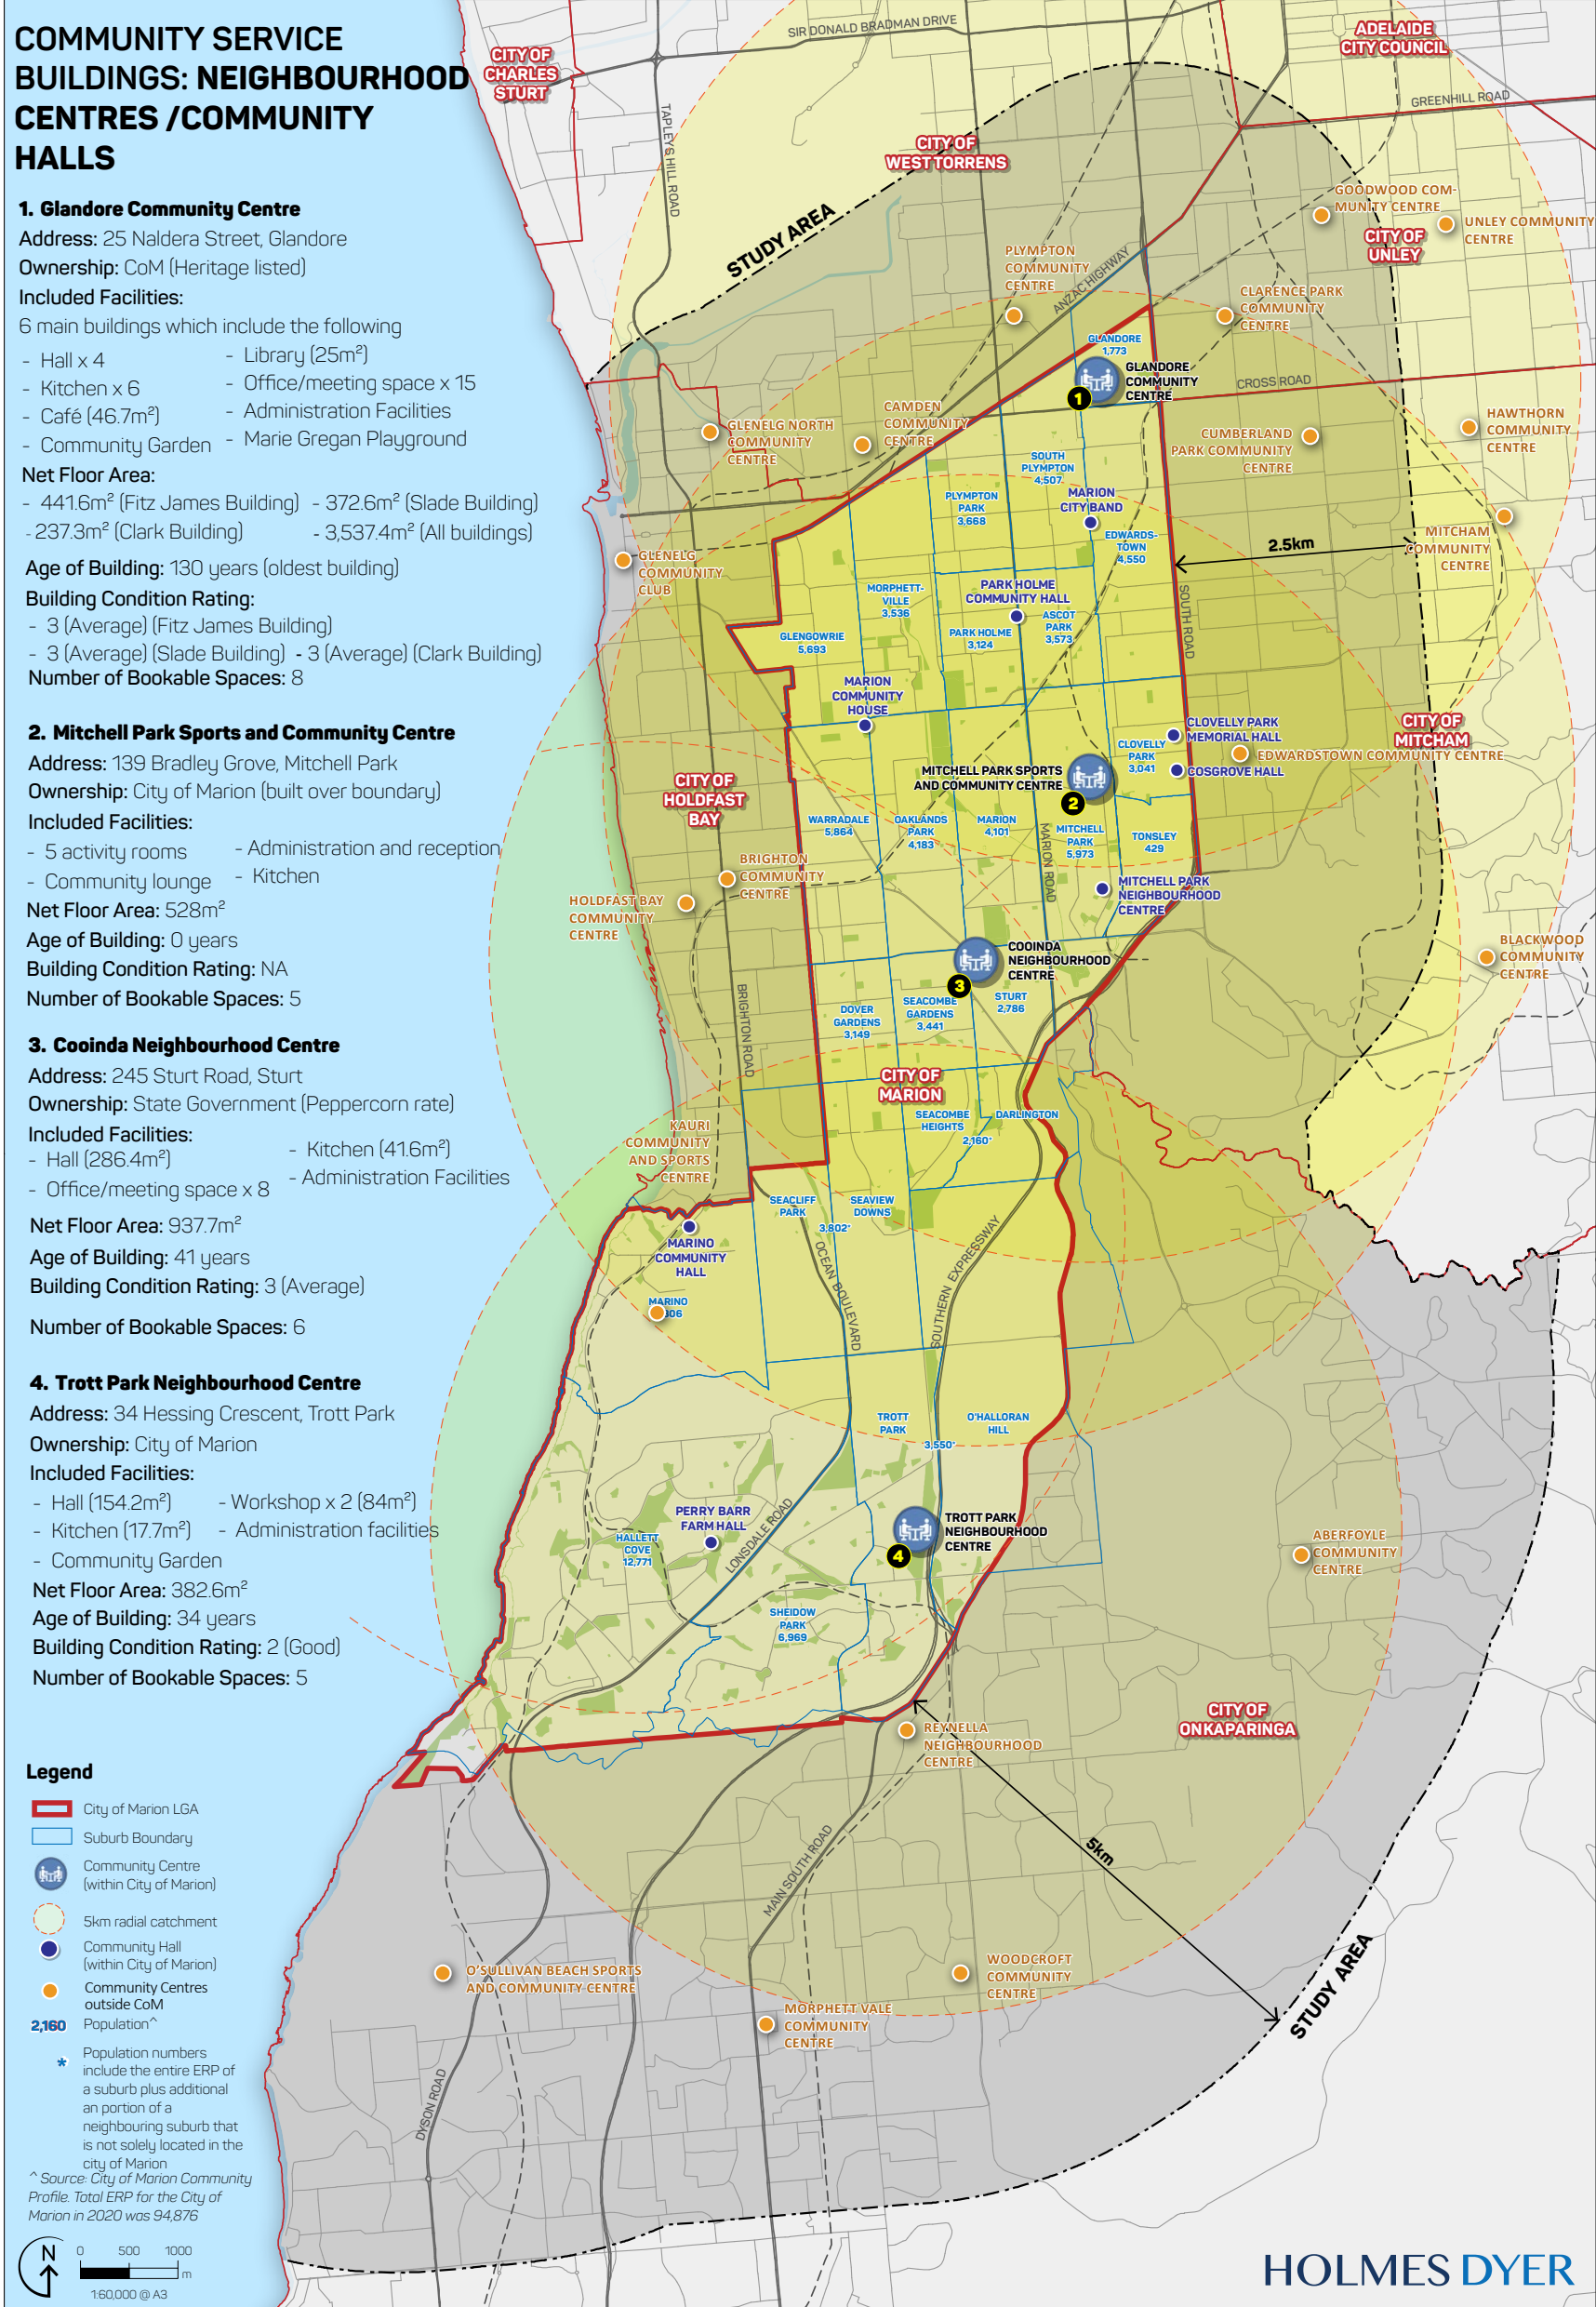 COMMUNITY SERVICE
BUILDINGS: NEIGHBOURHOOD
CENTRES /COMMUNITY
HALLS
1. Glandore Community Centre
Address: 25 Naldera Street, Glandore
Ownership: CoM (Heritage listed)
Included Facilities:
6 main buildings which include the following
- Hall x 4
- Kitchen x 6
- Café (46.7m²)
- Community Garden
- Library (25m²)
- Office/meeting space x 15
- Administration Facilities
- Marie Gregan Playground
Net Floor Area:
- 441.6m² (Fitz James Building) - 372.6m² (Slade Building)
- 237.3m² (Clark Building) - 3,537.4m² (All buildings)
Age of Building: 130 years (oldest building)
Building Condition Rating:
- 3 (Average) (Fitz James Building)
- 3 (Average) (Slade Building) - 3 (Average) (Clark Building)
Number of Bookable Spaces: 8
2. Mitchell Park Sports and Community Centre
Address: 139 Bradley Grove, Mitchell Park
Ownership: City of Marion (built over boundary)
Included Facilities:
- 5 activity rooms
- Community lounge
- Administration and reception
- Kitchen
Net Floor Area: 528m²
Age of Building: 0 years
Building Condition Rating: NA
Number of Bookable Spaces: 5
3. Cooinda Neighbourhood Centre
Address: 245 Sturt Road, Sturt
Ownership: State Government (Peppercorn rate)
Included Facilities:
- Hall (286.4m²)
- Office/meeting space x 8
- Kitchen (41.6m²)
- Administration Facilities
Net Floor Area: 937.7m²
Age of Building: 41 years
Building Condition Rating: 3 (Average)
Number of Bookable Spaces: 6
4. Trott Park Neighbourhood Centre
Address: 34 Hessing Crescent, Trott Park
Ownership: City of Marion
Included Facilities:
- Hall (154.2m²)
- Kitchen (17.7m²)
- Community Garden
- Workshop x 2 (84m²)
- Administration facilities
Net Floor Area: 382.6m²
Age of Building: 34 years
Building Condition Rating: 2 (Good)
Number of Bookable Spaces: 5
Legend
City of Marion LGA
Suburb Boundary
Community Centre
(within City of Marion)
5km radial catchment
Community Hall
(within City of Marion)
Community Centres
outside CoM
2,160 Population^
* Population numbers
include the entire ERP of
a suburb plus additional
an portion of a
neighbouring suburb that
is not solely located in the
city of Marion
^ Source: City of Marion Community
Profile. Total ERP for the City of
Marion in 2020 was 94,876
N
0 500 1000
m
1:60,000 @ A3
CITY OF
CHARLES
STURT
SIR DONALD BRADMAN DRIVE
ADELAIDE
CITY COUNCIL
GREENHILL ROAD
TAPLEYS HILL ROAD
CITY OF
WEST TORRENS
STUDY AREA
GOODWOOD COM-
MUNITY CENTRE
UNLEY COMMUNITY
CENTRE
CITY OF
UNLEY
PLYMPTON
COMMUNITY
CENTRE
ANZAC HIGHWAY
CLARENCE PARK
COMMUNITY
CENTRE
GLANDORE
1,773
GLANDORE
COMMUNITY
CENTRE
1
CROSS ROAD
GLENELG NORTH
COMMUNITY
CENTRE
CAMDEN
COMMUNITY
CENTRE
CUMBERLAND
PARK COMMUNITY
CENTRE
HAWTHORN
COMMUNITY
CENTRE
SOUTH
PLYMPTON
4,507
PLYMPTON
PARK
3,668
MARION
CITY BAND
EDWARDS-
TOWN
4,550
2.5km
MITCHAM
COMMUNITY
CENTRE
GLENELG
COMMUNITY
CLUB
MORPHETT-
VILLE
3,536
PARK HOLME
COMMUNITY HALL
ASCOT
PARK
3,573
PARK HOLME
3,124
GLENGOWRIE
5,693
SOUTH ROAD
MARION
COMMUNITY
HOUSE
CLOVELLY PARK
MEMORIAL HALL
CITY OF
MITCHAM
EDWARDSTOWN COMMUNITY CENTRE
CLOVELLY
PARK
3,041
COSGROVE HALL
MITCHELL PARK SPORTS
AND COMMUNITY CENTRE
2
CITY OF
HOLDFAST
BAY
WARRADALE
5,864
OAKLANDS
PARK
4,183
MARION
4,101
MARION ROAD
MITCHELL
PARK
5,973
TONSLEY
429
BRIGHTON
COMMUNITY
CENTRE
HOLDFAST BAY
COMMUNITY
CENTRE
MITCHELL PARK
NEIGHBOURHOOD
CENTRE
COOINDA
NEIGHBOURHOOD
CENTRE
3
BLACKWOOD
COMMUNITY
CENTRE
BRIGHTON ROAD
DOVER
GARDENS
3,149
SEACOMBE
GARDENS
3,441
STURT
2,786
CITY OF
MARION
SEACOMBE
HEIGHTS
DARLINGTON
2,160*
KAURI
COMMUNITY
AND SPORTS
CENTRE
SEACLIFF
PARK
SEAVIEW
DOWNS
3,802*
MARINO
COMMUNITY
HALL
MARINO
306
OCEAN BOULEVARD
SOUTHERN EXPRESSWAY
TROTT
PARK
O'HALLORAN
HILL
3,550*
PERRY BARR
FARM HALL
LONSDALE ROAD
HALLETT
COVE
12,771
TROTT PARK
NEIGHBOURHOOD
CENTRE
4
ABERFOYLE
COMMUNITY
CENTRE
SHEIDOW
PARK
6,969
REYNELLA
NEIGHBOURHOOD
CENTRE
CITY OF
ONKAPARINGA
5km
MAIN SOUTH ROAD
STUDY AREA
O'SULLIVAN BEACH SPORTS
AND COMMUNITY CENTRE
WOODCROFT
COMMUNITY
CENTRE
MORPHETT VALE
COMMUNITY
CENTRE
DYSON ROAD
HOLMES DYER